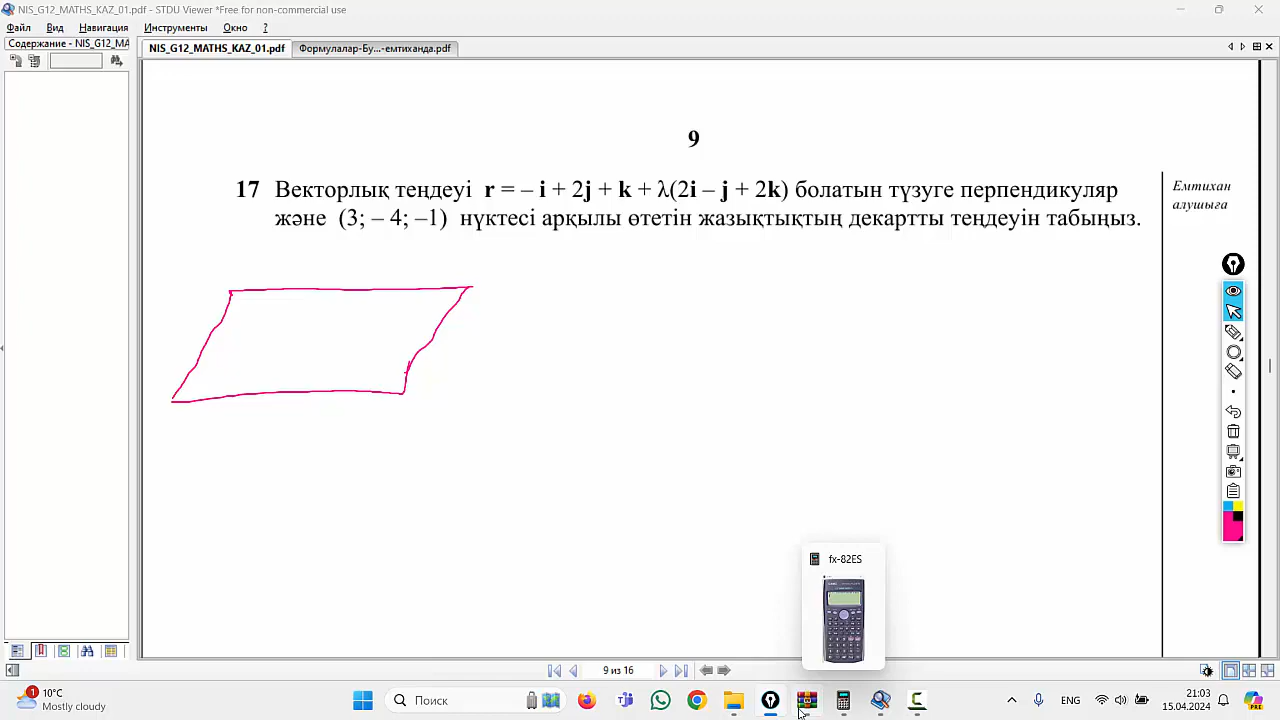 NIS_G12_MATHS_KAZ_01.pdf - STDU Viewer *Free for non-commercial use
Файл Вид Навигация Инструменты Окно ?
Содержание - NIS_G12_MA
NIS_G12_MATHS_KAZ_01.pdf Формулалар-Бу...-емтиханда.pdf
9
17 Векторлық теңдеуі r = – i + 2j + k + λ(2i – j + 2k) болатын түзуге перпендикуляр
және (3; – 4; –1) нүктесі арқылы өтетін жазықтықтың декартты теңдеуін табыңыз.
Емтихан
алушыға
fx-82ES
9 из 16
1
10°C
Mostly cloudy
Поиск
ENG
21:03
15.04.2024
PRE